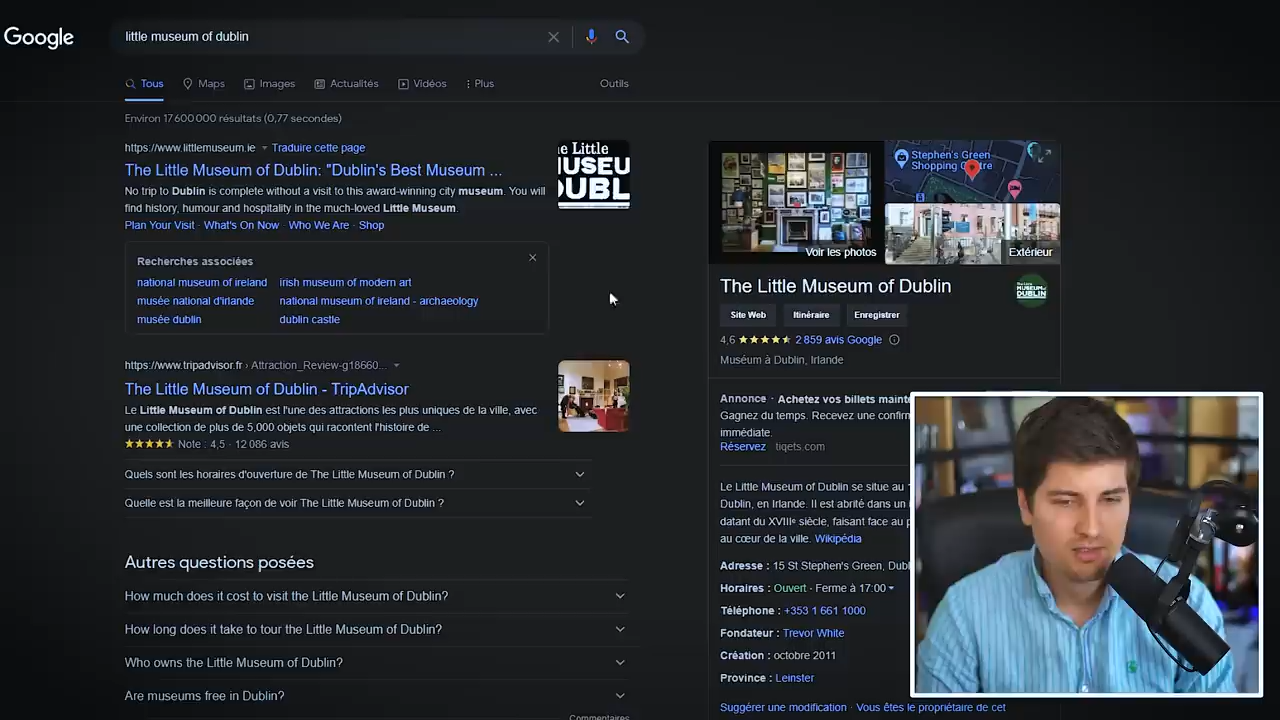 Google
little museum of dublin
Tous
Maps
Images
Actualités
Vidéos
Plus
Outils
Environ 17 600 000 résultats (0,77 secondes)
https://www.littlemuseum.ie
Traduire cette page
The Little Museum of Dublin: "Dublin's Best Museum ...
No trip to Dublin is complete without a visit to this award-winning city museum. You will
find history, humour and hospitality in the much-loved Little Museum.
Plan Your Visit · What's On Now · Who We Are · Shop
The Little
MUSEU
DUBL
Recherches associées
national museum of ireland
irish museum of modern art
musée national d'irlande
national museum of ireland - archaeology
musée dublin
dublin castle
https://www.tripadvisor.fr › Attraction_Review-g18660...
The Little Museum of Dublin - TripAdvisor
Le Little Museum of Dublin est l'une des attractions les plus uniques de la ville, avec
une collection de plus de 5,000 objets qui racontent l'histoire de ...
Note : 4,5 · 12 086 avis
Quels sont les horaires d'ouverture de The Little Museum of Dublin ?
Quelle est la meilleure façon de voir The Little Museum of Dublin ?
Autres questions posées
How much does it cost to visit the Little Museum of Dublin?
How long does it take to tour the Little Museum of Dublin?
Who owns the Little Museum of Dublin?
Are museums free in Dublin?
Commentaires
Stephen's Green
Shopping Centre
Voir les photos
Extérieur
The Little Museum of Dublin
MUSEUM
DUBLIN
Site Web
Itinéraire
Enregistrer
4,6
2 859 avis Google
Muséum à Dublin, Irlande
Annonce · Achetez vos billets mainte
Gagnez du temps. Recevez une confirm
immédiate.
Réservez
tiqets.com
Le Little Museum of Dublin se situe au
Dublin, en Irlande. Il est abrité dans un
datant du XVIIIe siècle, faisant face au p
au cœur de la ville. Wikipédia
Adresse : 15 St Stephen's Green, Dubl
Horaires : Ouvert · Ferme à 17:00
Téléphone : +353 1 661 1000
Fondateur : Trevor White
Création : octobre 2011
Province : Leinster
Suggérer une modification · Vous êtes le propriétaire de cet